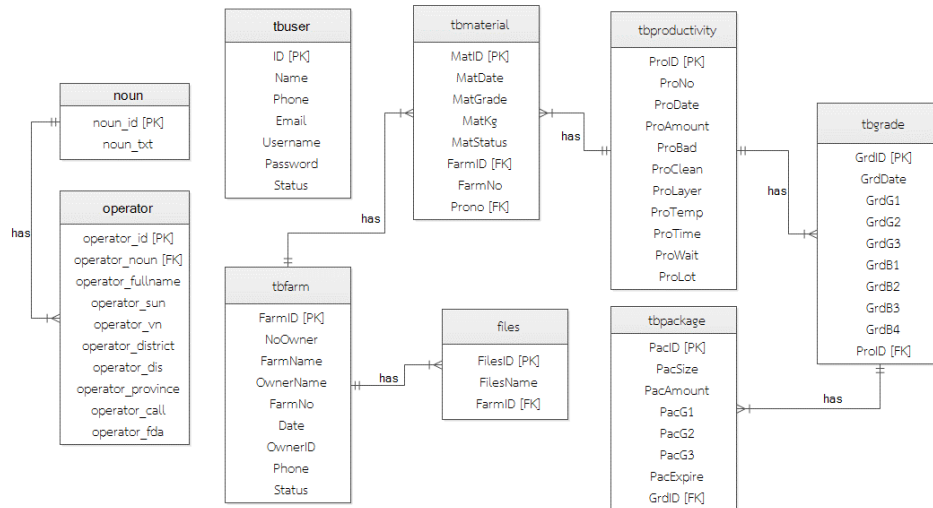 noun
noun_id [PK]
noun_txt
has
operator
operator_id [PK]
operator_noun [FK]
operator_fullname
operator_sun
operator_vn
operator_district
operator_dis
operator_province
operator_call
operator_fda
tbuser
ID [PK]
Name
Phone
Email
Username
Password
Status
has
tbfarm
FarmID [PK]
NoOwner
FarmName
OwnerName
FarmNo
Date
OwnerID
Phone
Status
has
tbmaterial
MatID [PK]
MatDate
MatGrade
MatKg
MatStatus
FarmID [FK]
FarmNo
Prono [FK]
has
files
FilesID [PK]
FilesName
FarmID [FK]
tbproductivity
ProID [PK]
ProNo
ProDate
ProAmount
ProBad
ProClean
ProLayer
ProTemp
ProTime
ProWait
ProLot
has
tbpackage
PacID [PK]
PacSize
PacAmount
PacG1
PacG2
PacG3
PacExpire
GrdID [FK]
has
tbgrade
GrdID [PK]
GrdDate
GrdG1
GrdG2
GrdG3
GrdB1
GrdB2
GrdB3
GrdB4
ProID [FK]